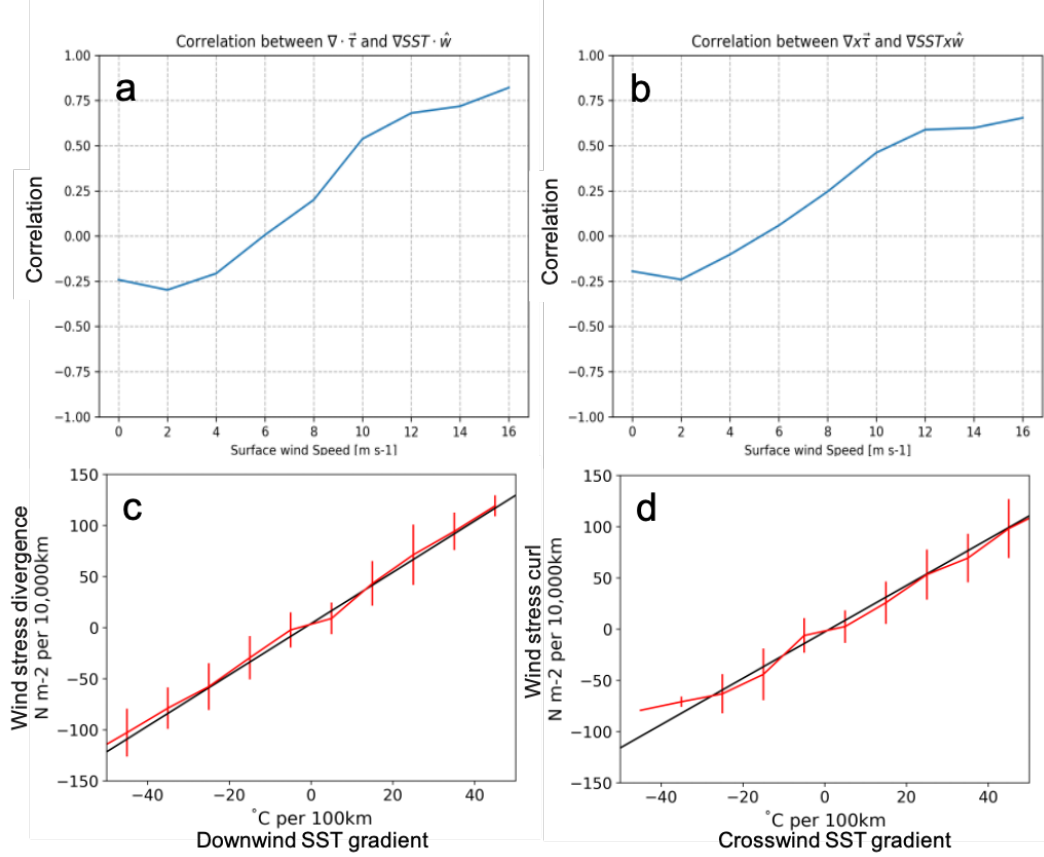 Correlation between ∇ · τ⃗ and ∇SST · ŵ
a
1.00
0.75
0.50
0.25
0.00
−0.25
−0.50
−0.75
−1.00
Correlation
0 2 4 6 8 10 12 14 16
Surface wind Speed [m s-1]
Correlation between ∇xτ⃗ and ∇SSTxŵ
b
1.00
0.75
0.50
0.25
0.00
−0.25
−0.50
−0.75
−1.00
Correlation
0 2 4 6 8 10 12 14 16
Surface wind Speed [m s-1]
c
150
100
50
0
−50
−100
−150
Wind stress divergence
N m-2 per 10,000km
−40 −20 0 20 40
°C per 100km
Downwind SST gradient
d
150
100
50
0
−50
−100
−150
Wind stress curl
N m-2 per 10,000km
−40 −20 0 20 40
°C per 100km
Crosswind SST gradient